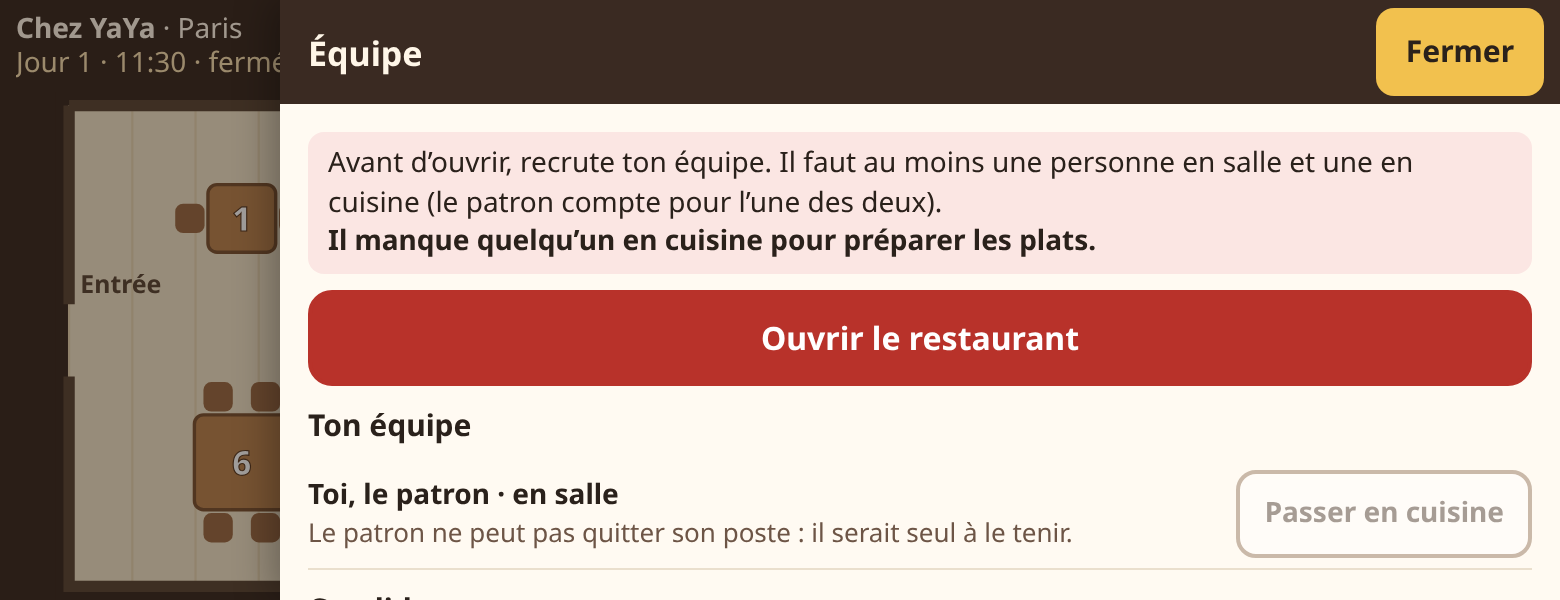 Chez YaYa · Paris
Jour 1 · 11:30 · fermé
1
Entrée
6
Équipe
Fermer
Avant d’ouvrir, recrute ton équipe. Il faut au moins une personne en salle et une en
cuisine (le patron compte pour l’une des deux).
Il manque quelqu’un en cuisine pour préparer les plats.
Ouvrir le restaurant
Ton équipe
Toi, le patron · en salle
Le patron ne peut pas quitter son poste : il serait seul à le tenir.
Passer en cuisine